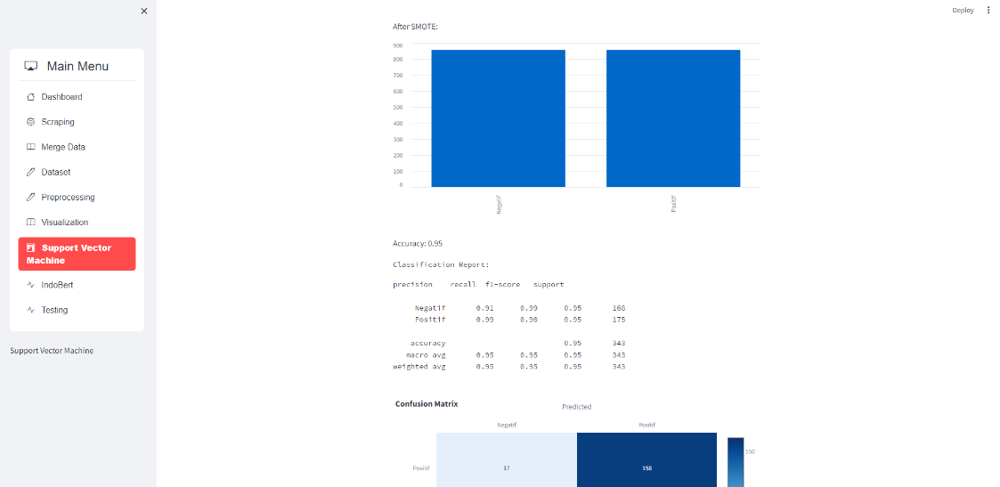 Deploy
Main Menu
Dashboard
Scraping
Merge Data
Dataset
Preprocessing
Visualization
Support Vector
Machine
IndoBert
Testing
Support Vector Machine
After SMOTE:
900
800
700
600
500
400
300
200
100
0
Negatif
Positif
Accuracy: 0.95
Classification Report:
precision recall f1-score support
Negatif 0.91 0.99 0.95 168
Positif 0.99 0.90 0.95 175
accuracy 0.95 343
macro avg 0.95 0.95 0.95 343
weighted avg 0.95 0.95 0.95 343
Confusion Matrix
Predicted
Negatif Positif
Positif 17 158
150